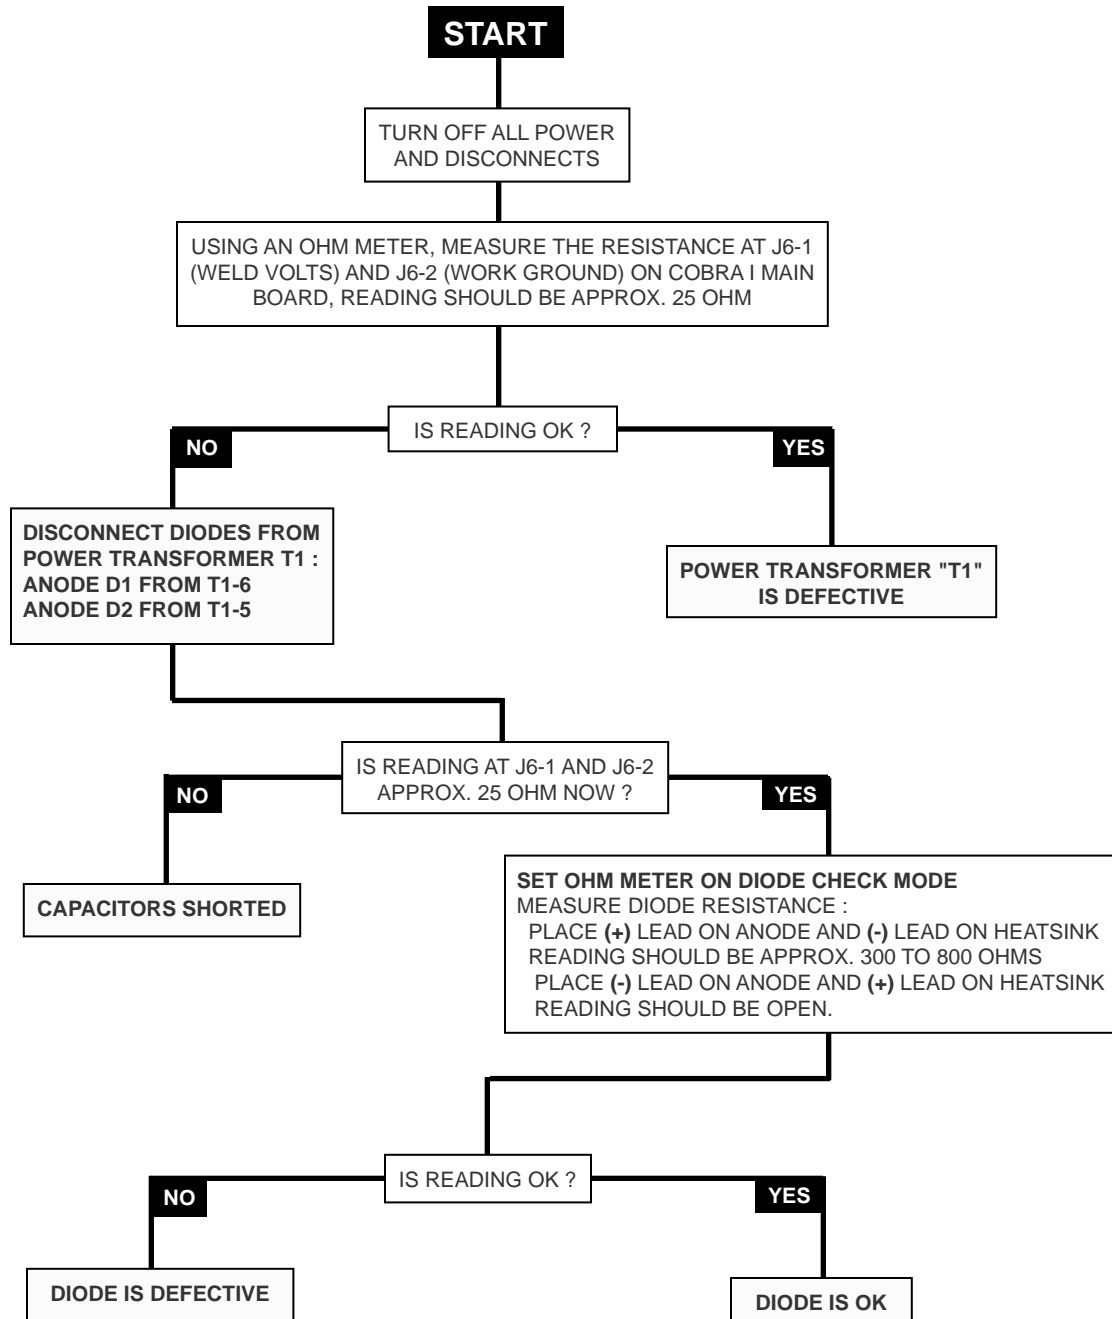 START
TURN OFF ALL POWER
AND DISCONNECTS
USING AN OHM METER, MEASURE THE RESISTANCE AT J6-1
(WELD VOLTS) AND J6-2 (WORK GROUND) ON COBRA I MAIN
BOARD, READING SHOULD BE APPROX. 25 OHM
IS READING OK ?
NO
YES
DISCONNECT DIODES FROM
POWER TRANSFORMER T1 :
ANODE D1 FROM T1-6
ANODE D2 FROM T1-5
POWER TRANSFORMER "T1"
IS DEFECTIVE
IS READING AT J6-1 AND J6-2
APPROX. 25 OHM NOW ?
NO
YES
CAPACITORS SHORTED
SET OHM METER ON DIODE CHECK MODE
MEASURE DIODE RESISTANCE :
PLACE (+) LEAD ON ANODE AND (-) LEAD ON HEATSINK
READING SHOULD BE APPROX. 300 TO 800 OHMS
PLACE (-) LEAD ON ANODE AND (+) LEAD ON HEATSINK
READING SHOULD BE OPEN.
IS READING OK ?
NO
YES
DIODE IS DEFECTIVE
DIODE IS OK